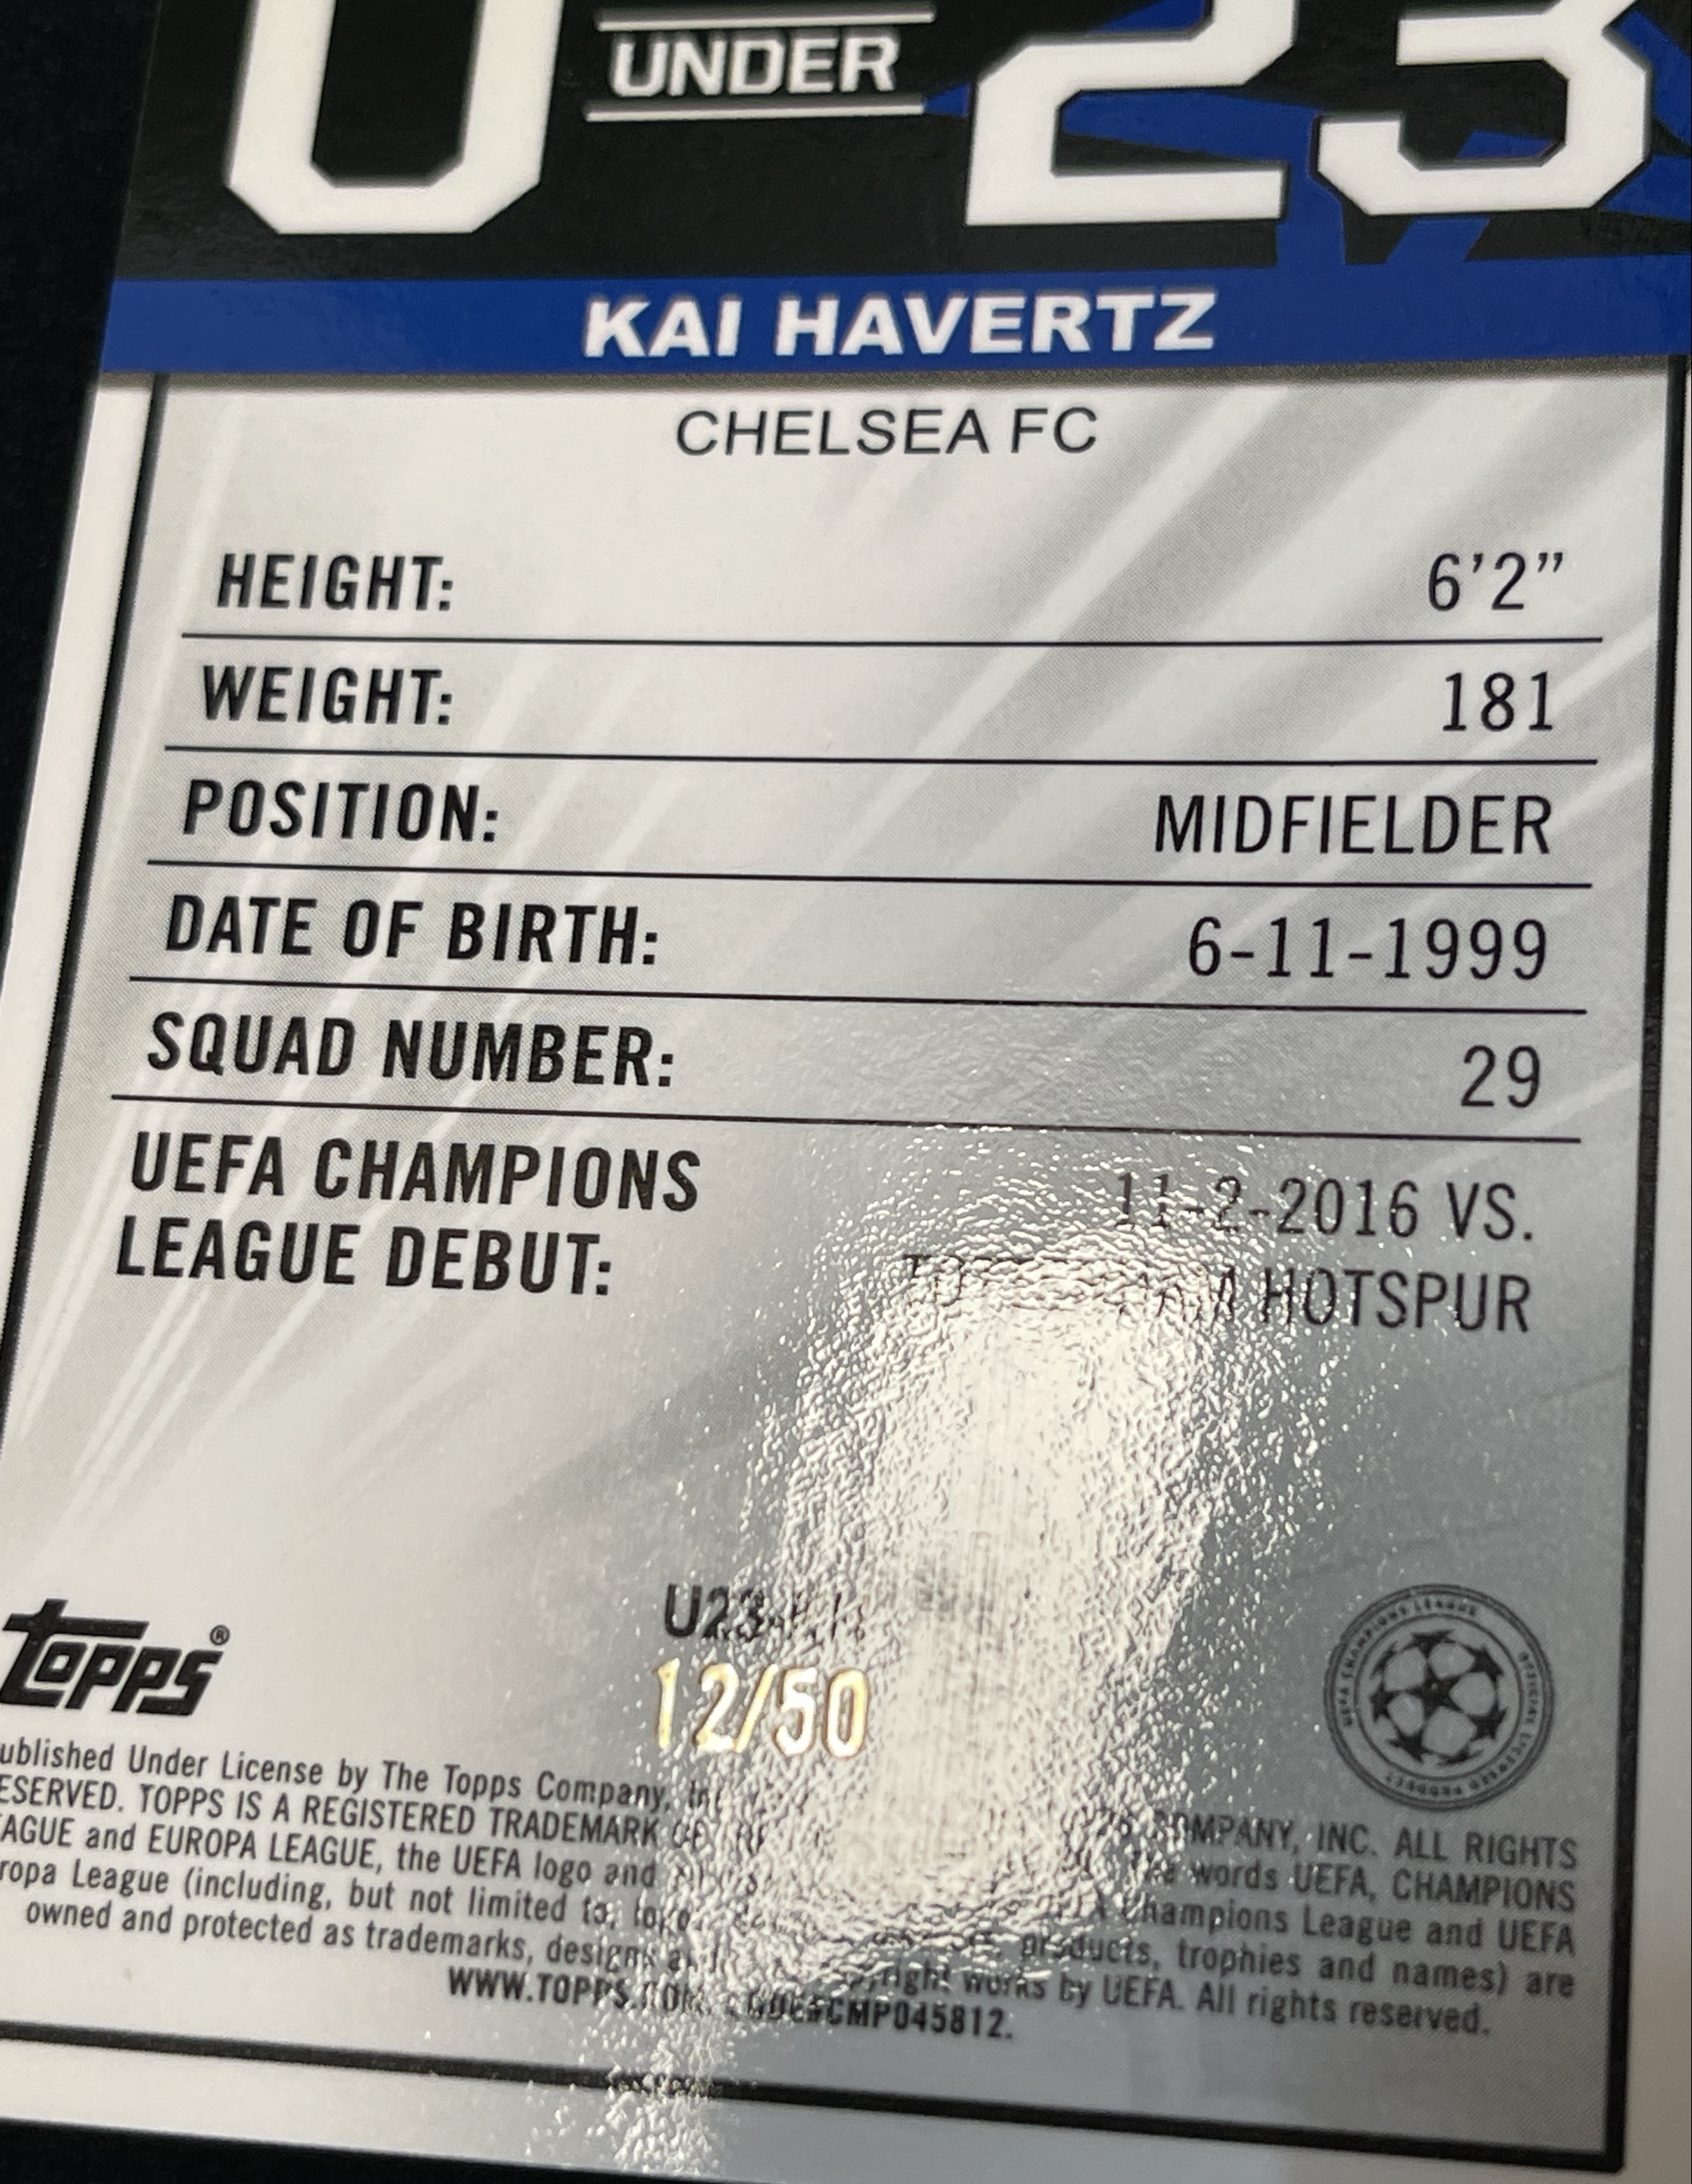 U UNDER 23
KAI HAVERTZ
CHELSEA FC
HEIGHT: 6’2”
WEIGHT: 181
POSITION: MIDFIELDER
DATE OF BIRTH: 6-11-1999
SQUAD NUMBER: 29
UEFA CHAMPIONS
LEAGUE DEBUT:
11-2-2016 VS.
HOTSPUR
TOPPS®
12/50
ublished Under License by The Topps Company,
ESERVED. TOPPS IS A REGISTERED TRADEMARK COMPANY, INC. ALL RIGHTS
AGUE and EUROPA LEAGUE, the UEFA logo and words UEFA, CHAMPIONS
ropa League (including, but not limited to, Champions League and UEFA
owned and protected as trademarks, designs products, trophies and names) are
works by UEFA. All rights reserved.
WWW.TOPPS.COM. CODE#CMP045812.